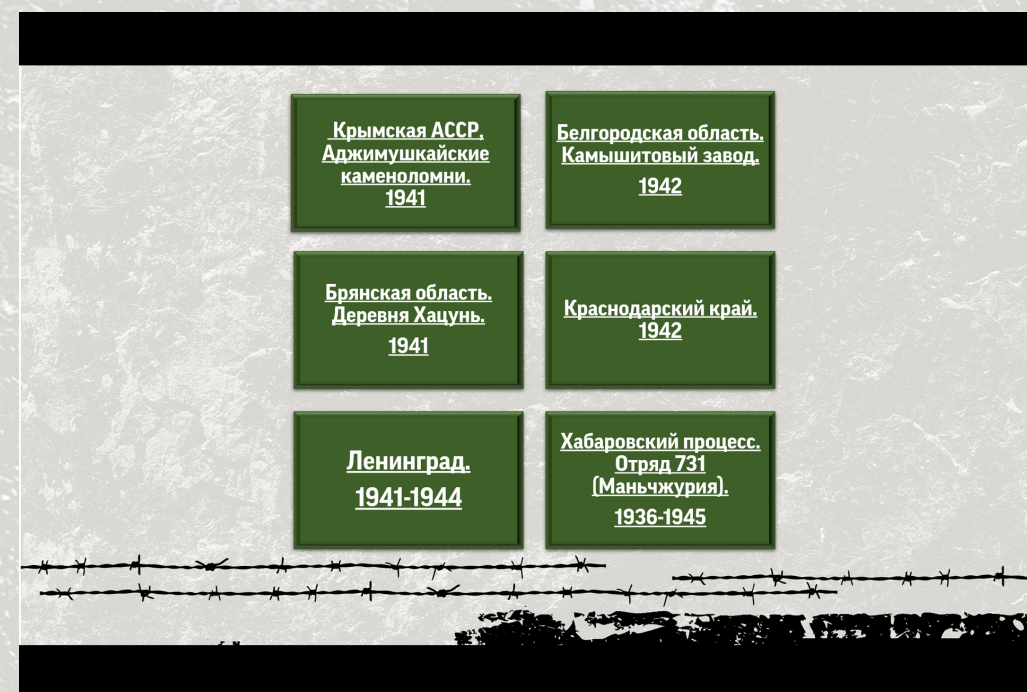 Крымская АССР.
Аджимушкайские
каменоломни.
1941
Белгородская область.
Камышитовый завод.
1942
Брянская область.
Деревня Хацунь.
1941
Краснодарский край.
1942
Ленинград.
1941-1944
Хабаровский процесс.
Отряд 731
(Маньчжурия).
1936-1945